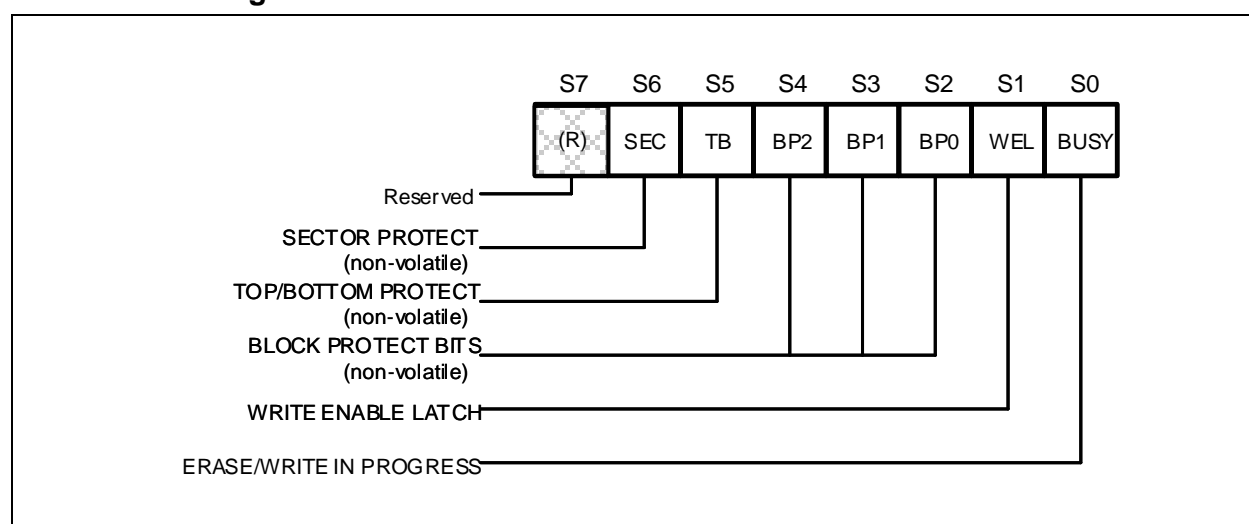 S7 S6 S5 S4 S3 S2 S1 S0
(R) SEC TB BP2 BP1 BP0 WEL BUSY
Reserved
SECTOR PROTECT
(non-volatile)
TOP/BOTTOM PROTECT
(non-volatile)
BLOCK PROTECT BITS
(non-volatile)
WRITE ENABLE LATCH
ERASE/WRITE IN PROGRESS